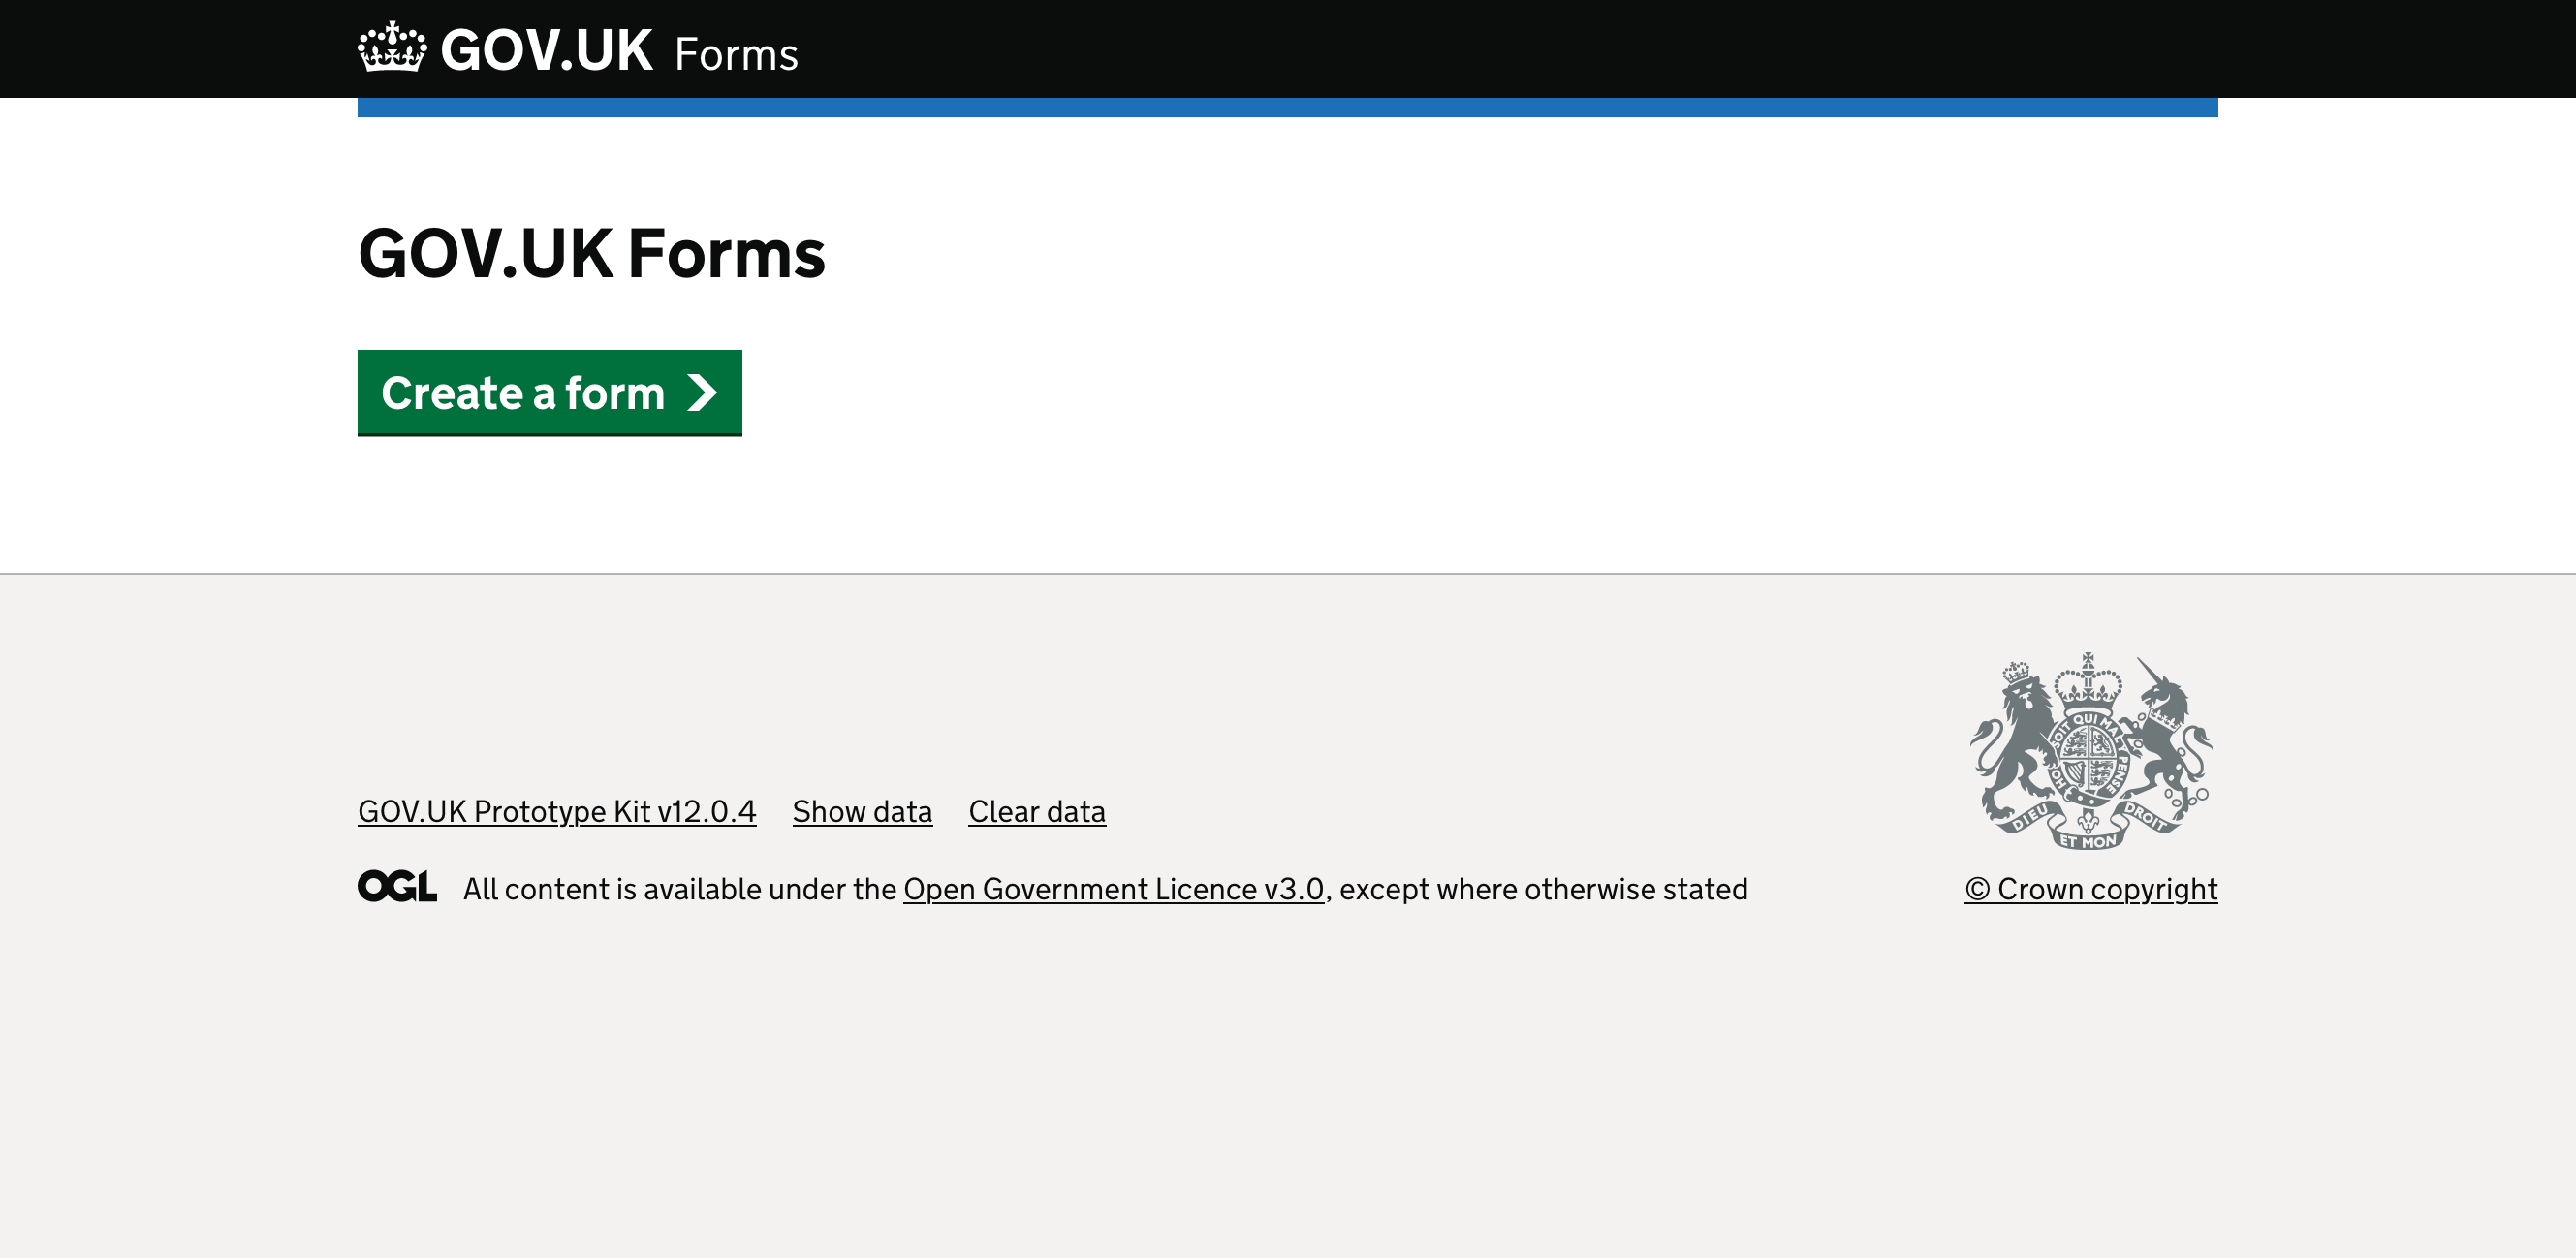 GOV.UK Forms
GOV.UK Forms
Create a form
GOV.UK Prototype Kit v12.0.4 Show data Clear data
OGL All content is available under the Open Government Licence v3.0, except where otherwise stated
SOIT QUI MAL Y PENSE
DIEU ET MON DROIT
© Crown copyright